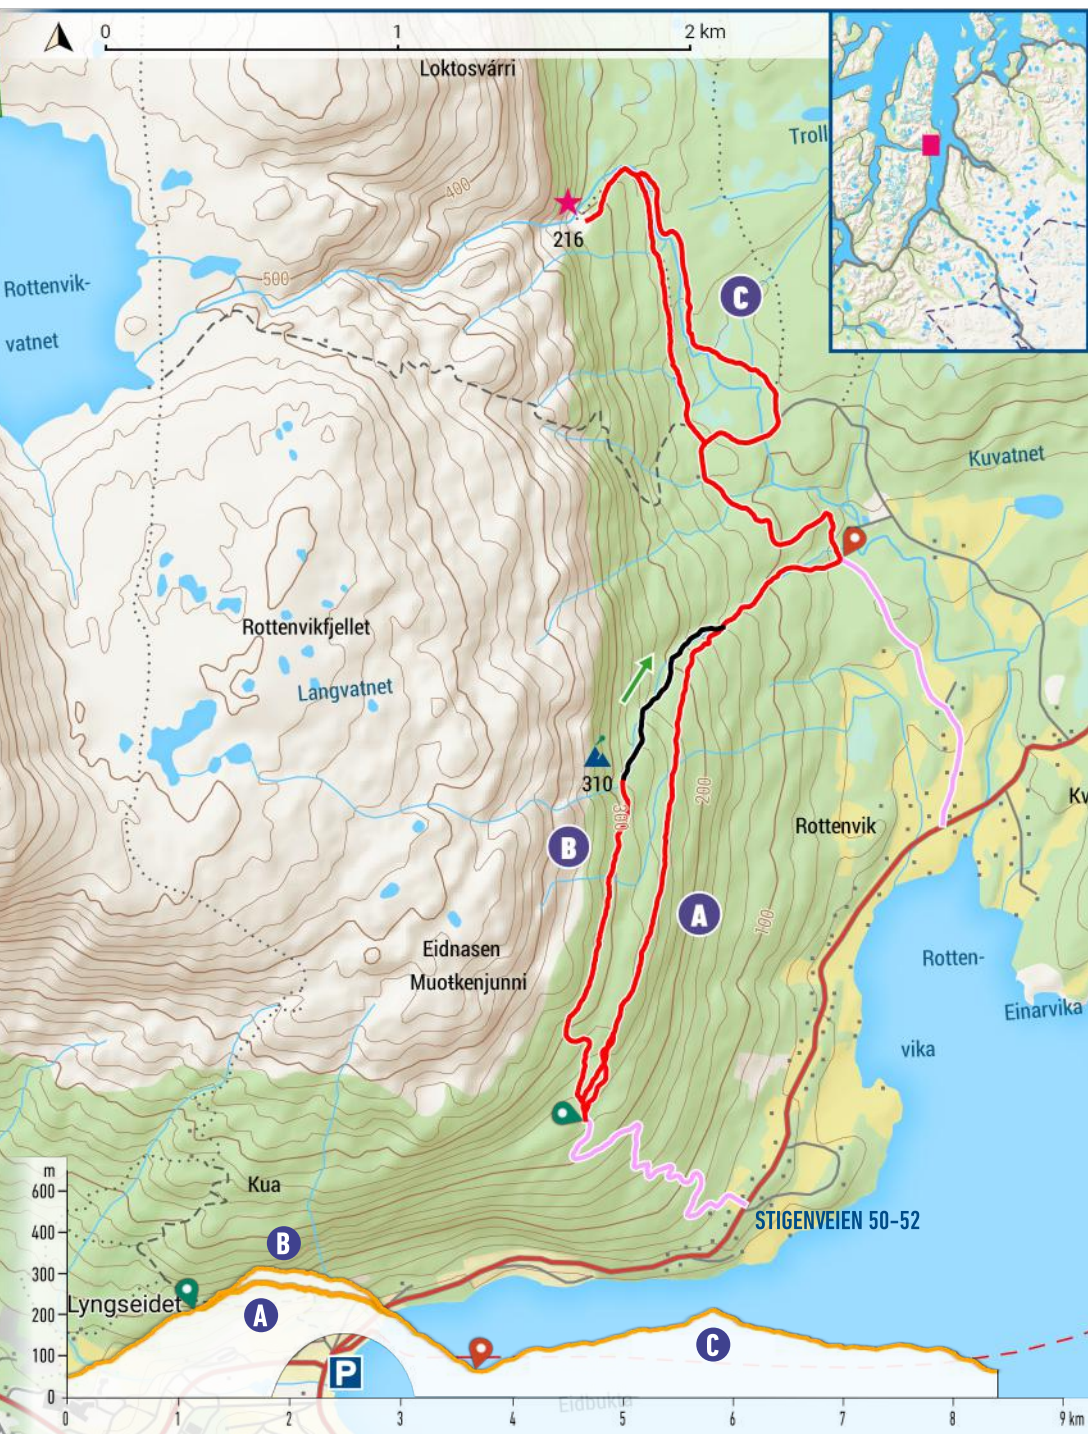 0 1 2 km
Loktosvárri
Troll
400
216
500
C
Rottenvik-
vatnet
Kuvatnet
Rottenvikfjellet
Langvatnet
310
200
300
Rottenvik
Kv
B
A
100
Eidnasen
Muotkenjunni
Rotten-
vika
Einarvika
Kua
STIGENVEIEN 50-52
m
600
400
300
200
100
0
B
Lyngseidet
A
C
P
Eidbukta
0 1 2 3 4 5 6 7 8 9 km